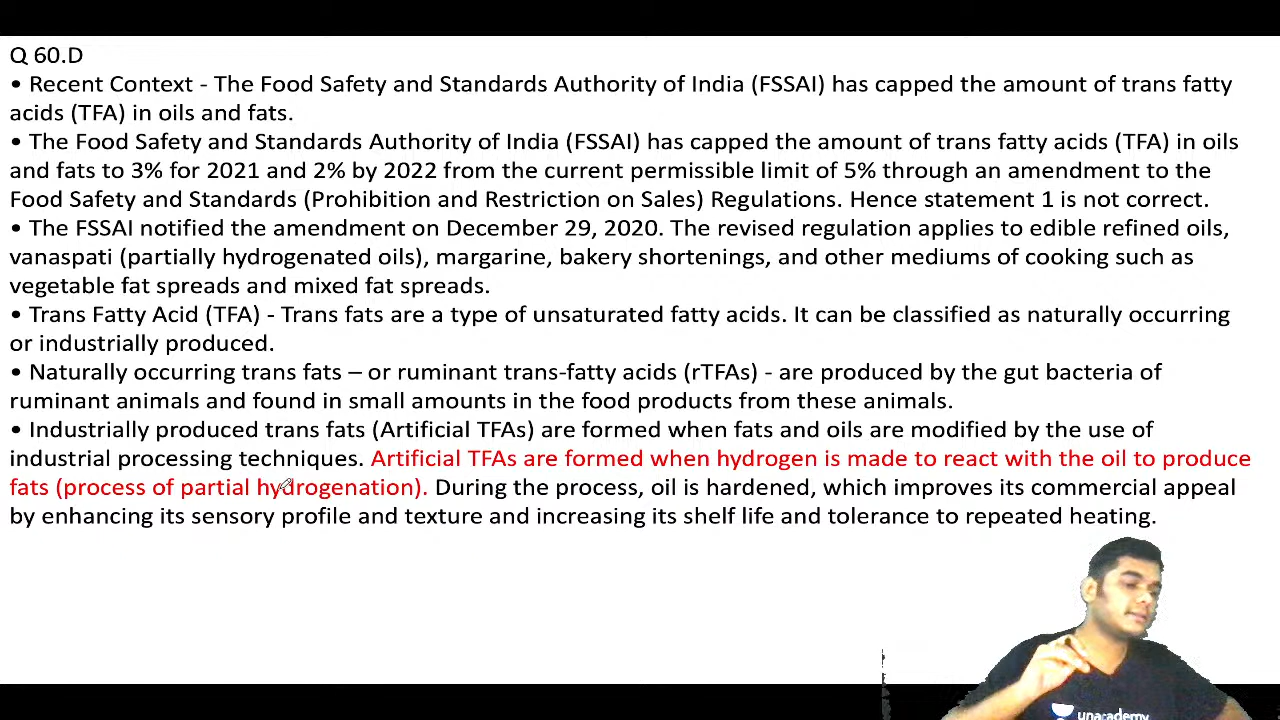 Q 60.D
• Recent Context - The Food Safety and Standards Authority of India (FSSAI) has capped the amount of trans fatty
acids (TFA) in oils and fats.
• The Food Safety and Standards Authority of India (FSSAI) has capped the amount of trans fatty acids (TFA) in oils
and fats to 3% for 2021 and 2% by 2022 from the current permissible limit of 5% through an amendment to the
Food Safety and Standards (Prohibition and Restriction on Sales) Regulations. Hence statement 1 is not correct.
• The FSSAI notified the amendment on December 29, 2020. The revised regulation applies to edible refined oils,
vanaspati (partially hydrogenated oils), margarine, bakery shortenings, and other mediums of cooking such as
vegetable fat spreads and mixed fat spreads.
• Trans Fatty Acid (TFA) - Trans fats are a type of unsaturated fatty acids. It can be classified as naturally occurring
or industrially produced.
• Naturally occurring trans fats – or ruminant trans-fatty acids (rTFAs) - are produced by the gut bacteria of
ruminant animals and found in small amounts in the food products from these animals.
• Industrially produced trans fats (Artificial TFAs) are formed when fats and oils are modified by the use of
industrial processing techniques. Artificial TFAs are formed when hydrogen is made to react with the oil to produce
fats (process of partial hydrogenation). During the process, oil is hardened, which improves its commercial appeal
by enhancing its sensory profile and texture and increasing its shelf life and tolerance to repeated heating.
unacademy